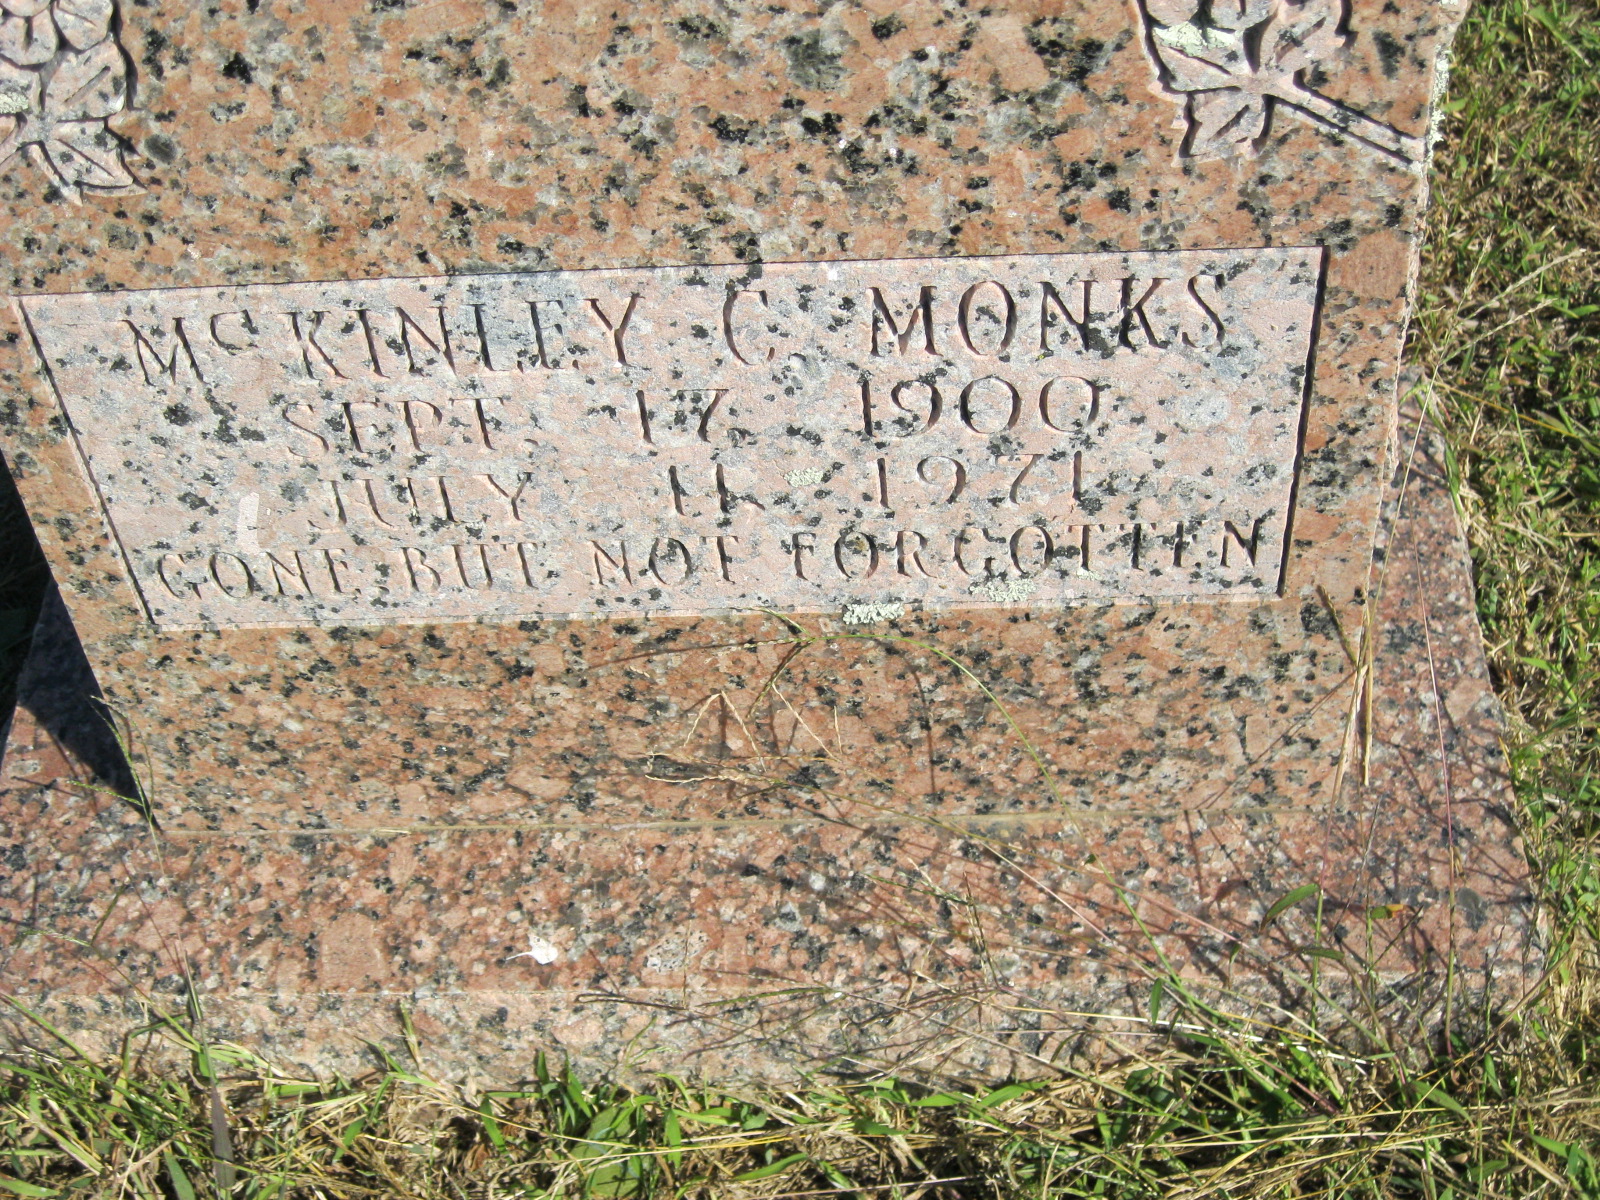 McKINLEY C. MONKS
SEPT. 17, 1900
JULY 11, 1971
GONE, BUT NOT FORGOTTEN